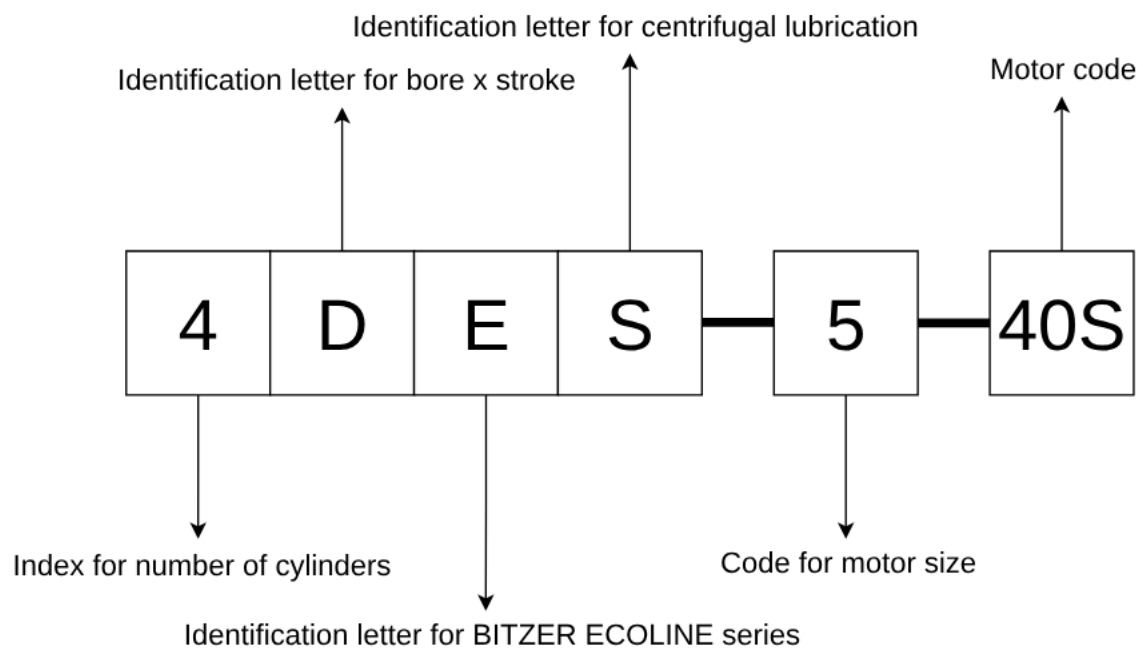 Identification letter for centrifugal lubrication
Identification letter for bore x stroke
Motor code
4 D E S 5 40S
Index for number of cylinders
Code for motor size
Identification letter for BITZER ECOLINE series